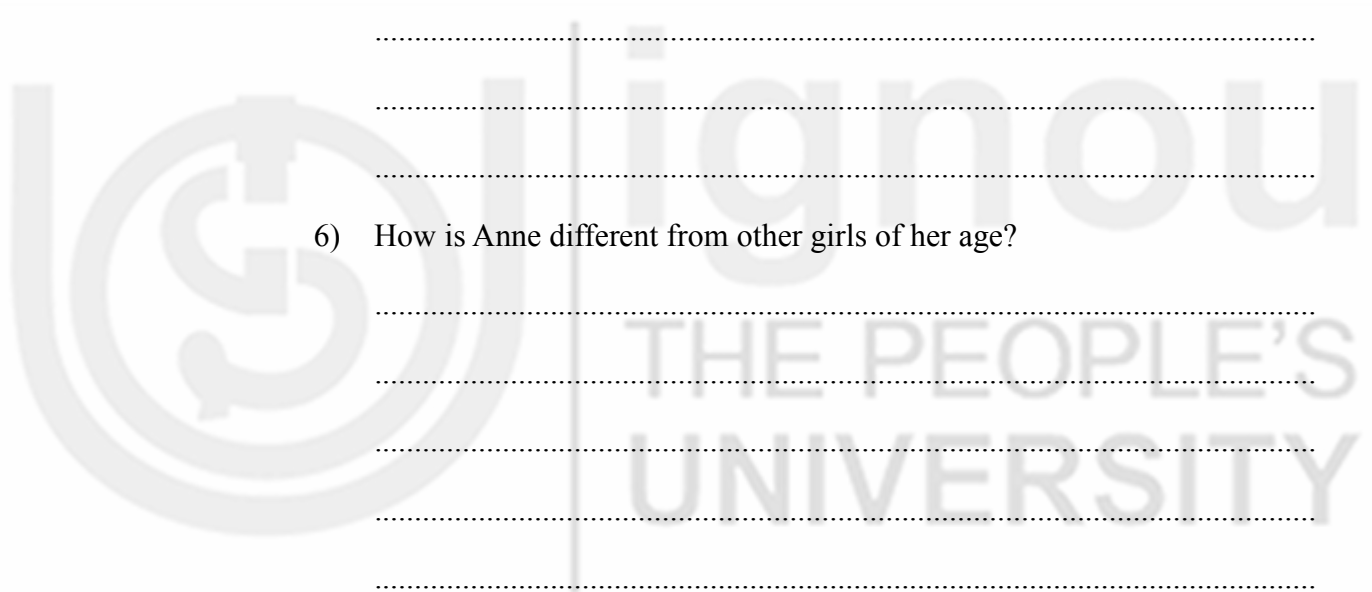 ignou
6) How is Anne different from other girls of her age?
THE PEOPLE'S
UNIVERSITY